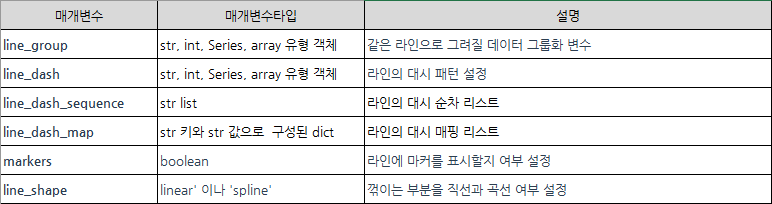 매개변수 매개변수타입 설명
line_group str, int, Series, array 유형 객체 같은 라인으로 그려질 데이터 그룹화 변수
line_dash str, int, Series, array 유형 객체 라인의 대시 패턴 설정
line_dash_sequence str list 라인의 대시 순차 리스트
line_dash_map str 키와 str 값으로 구성된 dict 라인의 대시 매핑 리스트
markers boolean 라인에 마커를 표시할지 여부 설정
line_shape linear' 이나 'spline' 꺾이는 부분을 직선과 곡선 여부 설정